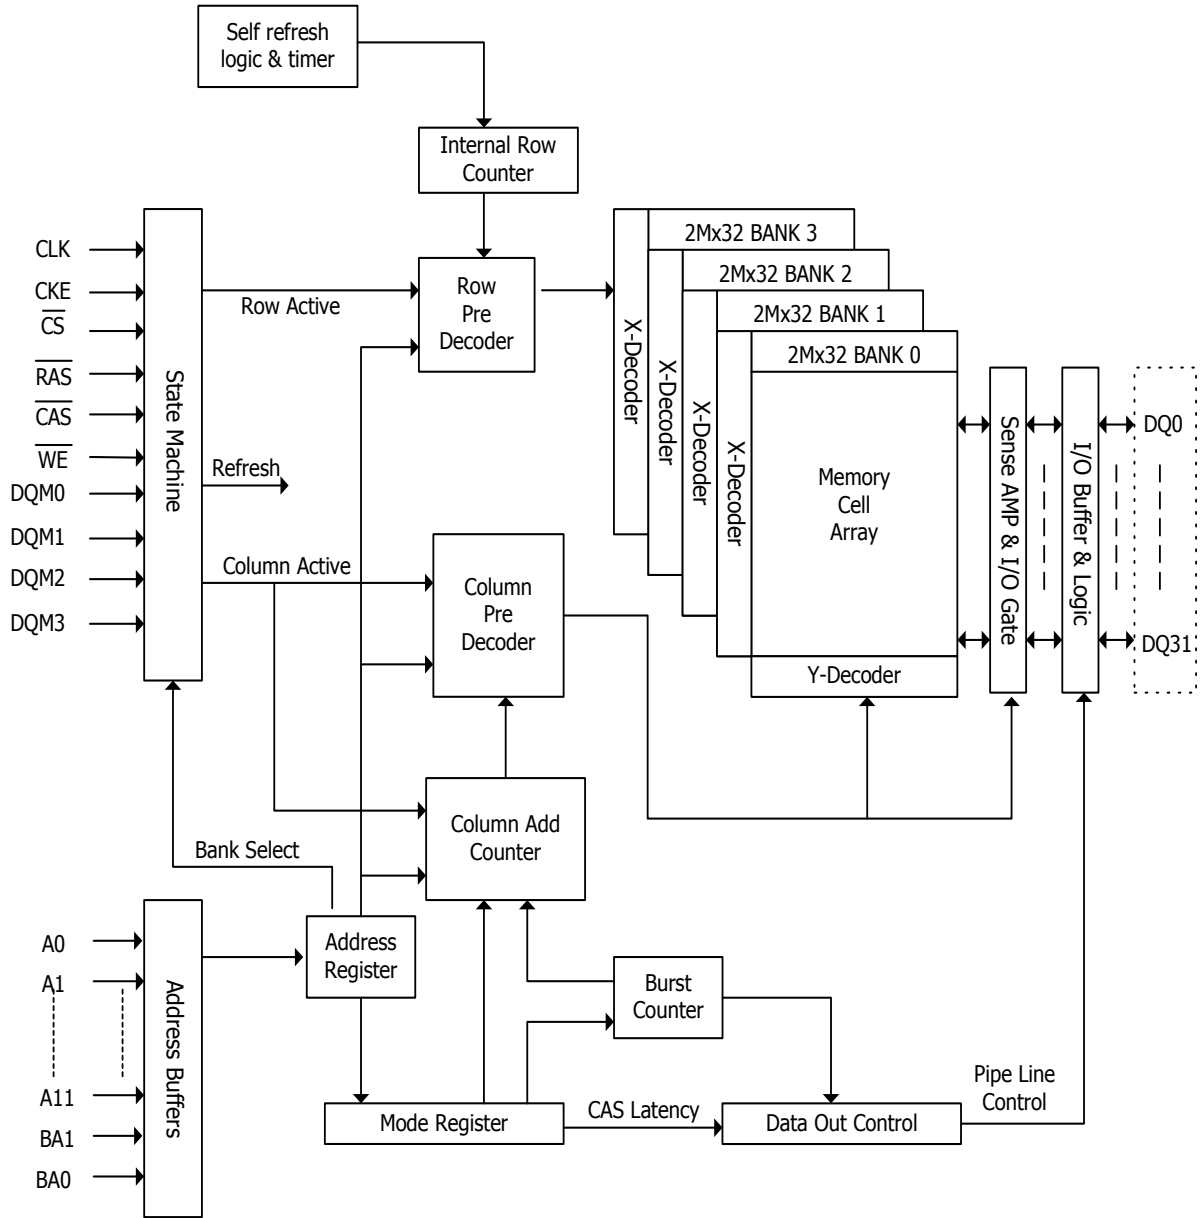 Self refresh
logic & timer
Internal Row
Counter
CLK
CKE
CS
RAS
CAS
WE
DQM0
DQM1
DQM2
DQM3
State Machine
Row Active
Refresh
Column Active
Row
Pre
Decoder
Column
Pre
Decoder
Column Add
Counter
Bank Select
X-Decoder
X-Decoder
X-Decoder
X-Decoder
2Mx32 BANK 3
2Mx32 BANK 2
2Mx32 BANK 1
2Mx32 BANK 0
Memory
Cell
Array
Y-Decoder
Sense AMP & I/O Gate
I/O Buffer & Logic
DQ0
DQ31
A0
A1
A11
BA1
BA0
Address Buffers
Address
Register
Burst
Counter
Mode Register
CAS Latency
Data Out Control
Pipe Line
Control